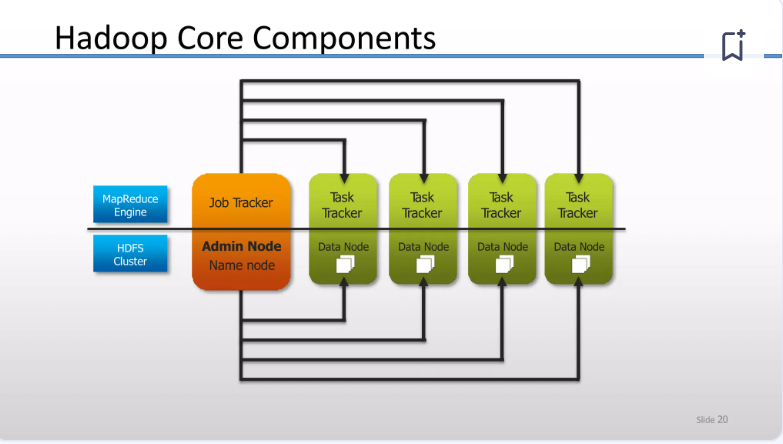 Hadoop Core Components
MapReduce
Engine
Job Tracker
Task
Tracker
Task
Tracker
Task
Tracker
Task
Tracker
HDFS
Cluster
Admin Node
Name node
Data Node
Data Node
Data Node
Data Node
Slide 20